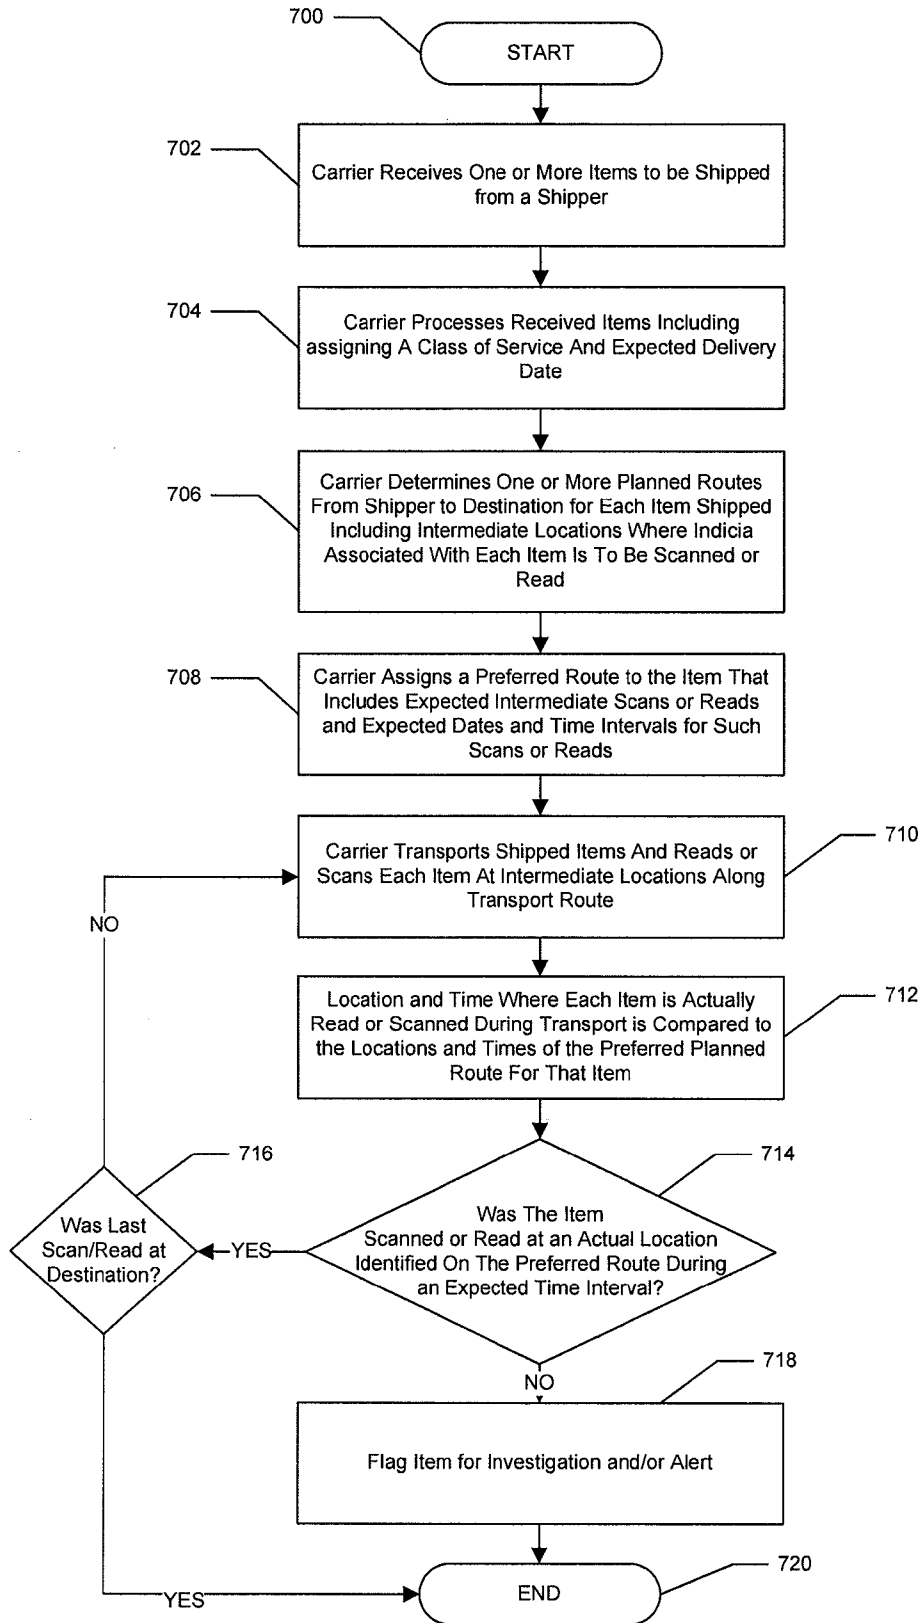 700
START
702
Carrier Receives One or More Items to be Shipped
from a Shipper
704
Carrier Processes Received Items Including
assigning A Class of Service And Expected Delivery
Date
706
Carrier Determines One or More Planned Routes
From Shipper to Destination for Each Item Shipped
Including Intermediate Locations Where Indicia
Associated With Each Item Is To Be Scanned or
Read
708
Carrier Assigns a Preferred Route to the Item That
Includes Expected Intermediate Scans or Reads
and Expected Dates and Time Intervals for Such
Scans or Reads
710
Carrier Transports Shipped Items And Reads or
Scans Each Item At Intermediate Locations Along
Transport Route
NO
712
Location and Time Where Each Item is Actually
Read or Scanned During Transport is Compared to
the Locations and Times of the Preferred Planned
Route For That Item
716
Was Last
Scan/Read at
Destination?
YES
714
Was The Item
Scanned or Read at an Actual Location
Identified On The Preferred Route During
an Expected Time Interval?
NO
718
Flag Item for Investigation and/or Alert
720
END
YES